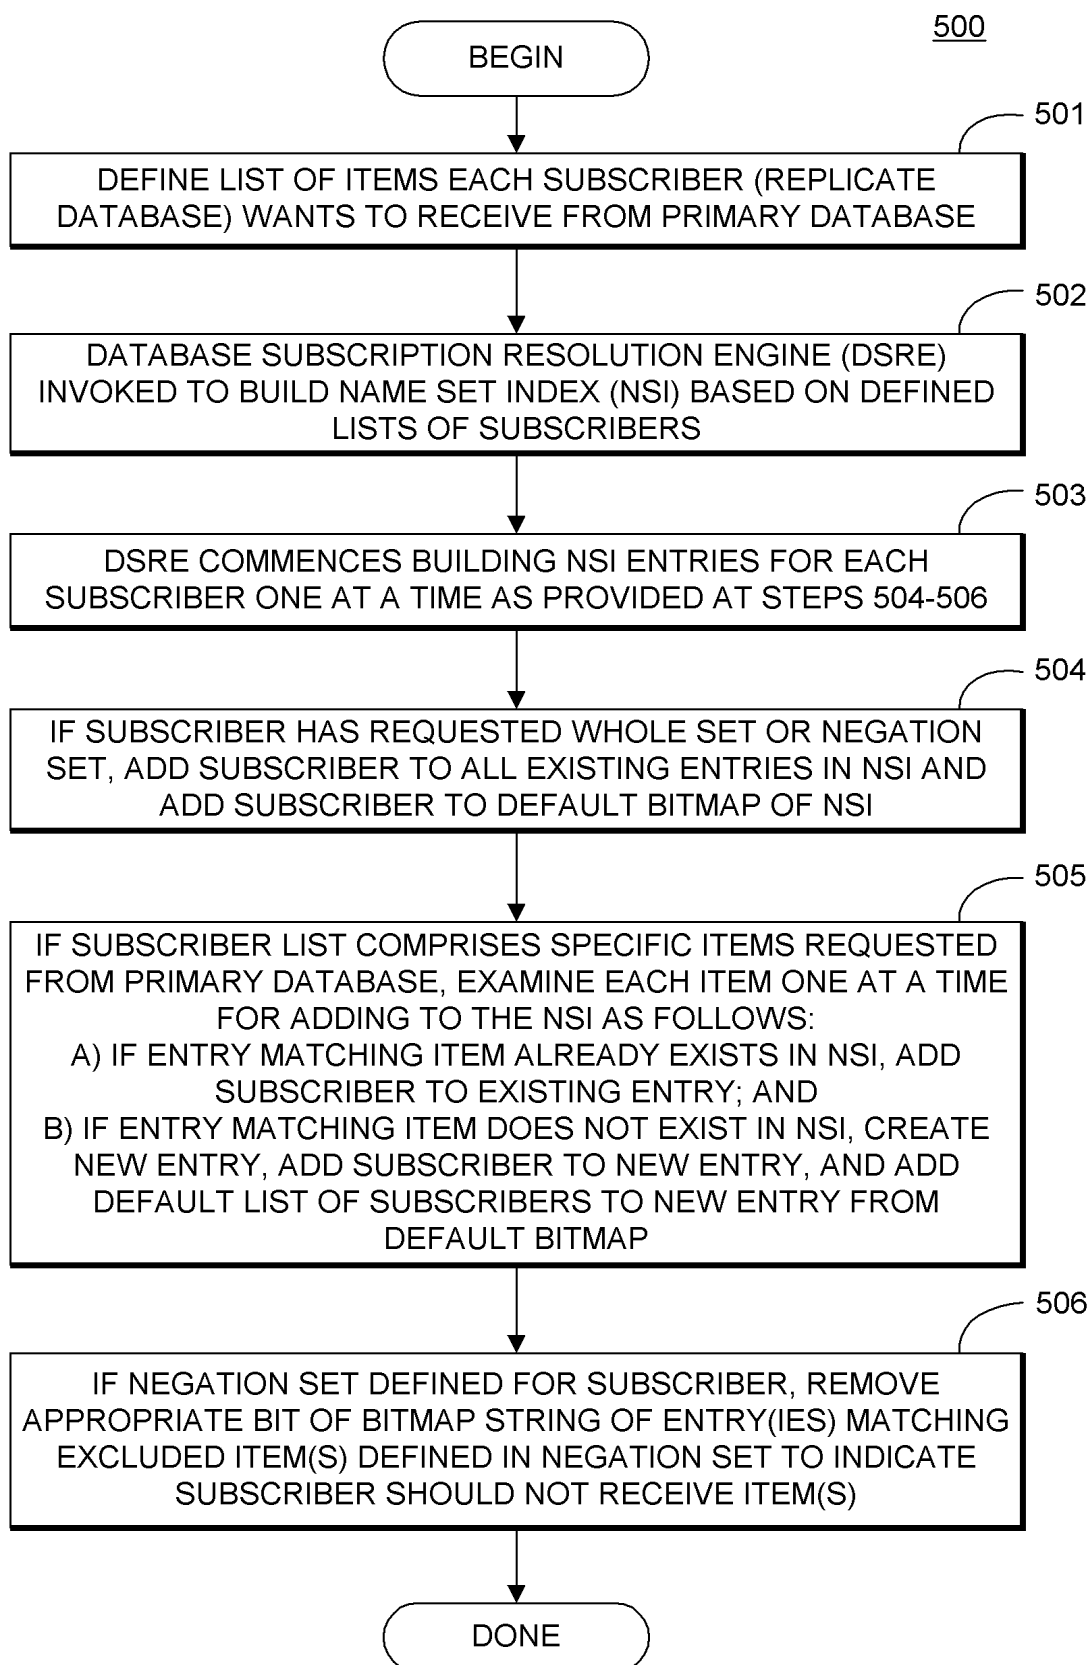 500
BEGIN
501
DEFINE LIST OF ITEMS EACH SUBSCRIBER (REPLICATE
DATABASE) WANTS TO RECEIVE FROM PRIMARY DATABASE
502
DATABASE SUBSCRIPTION RESOLUTION ENGINE (DSRE)
INVOKED TO BUILD NAME SET INDEX (NSI) BASED ON DEFINED
LISTS OF SUBSCRIBERS
503
DSRE COMMENCES BUILDING NSI ENTRIES FOR EACH
SUBSCRIBER ONE AT A TIME AS PROVIDED AT STEPS 504-506
504
IF SUBSCRIBER HAS REQUESTED WHOLE SET OR NEGATION
SET, ADD SUBSCRIBER TO ALL EXISTING ENTRIES IN NSI AND
ADD SUBSCRIBER TO DEFAULT BITMAP OF NSI
505
IF SUBSCRIBER LIST COMPRISES SPECIFIC ITEMS REQUESTED
FROM PRIMARY DATABASE, EXAMINE EACH ITEM ONE AT A TIME
FOR ADDING TO THE NSI AS FOLLOWS:
A) IF ENTRY MATCHING ITEM ALREADY EXISTS IN NSI, ADD
SUBSCRIBER TO EXISTING ENTRY; AND
B) IF ENTRY MATCHING ITEM DOES NOT EXIST IN NSI, CREATE
NEW ENTRY, ADD SUBSCRIBER TO NEW ENTRY, AND ADD
DEFAULT LIST OF SUBSCRIBERS TO NEW ENTRY FROM
DEFAULT BITMAP
506
IF NEGATION SET DEFINED FOR SUBSCRIBER, REMOVE
APPROPRIATE BIT OF BITMAP STRING OF ENTRY(IES) MATCHING
EXCLUDED ITEM(S) DEFINED IN NEGATION SET TO INDICATE
SUBSCRIBER SHOULD NOT RECEIVE ITEM(S)
DONE